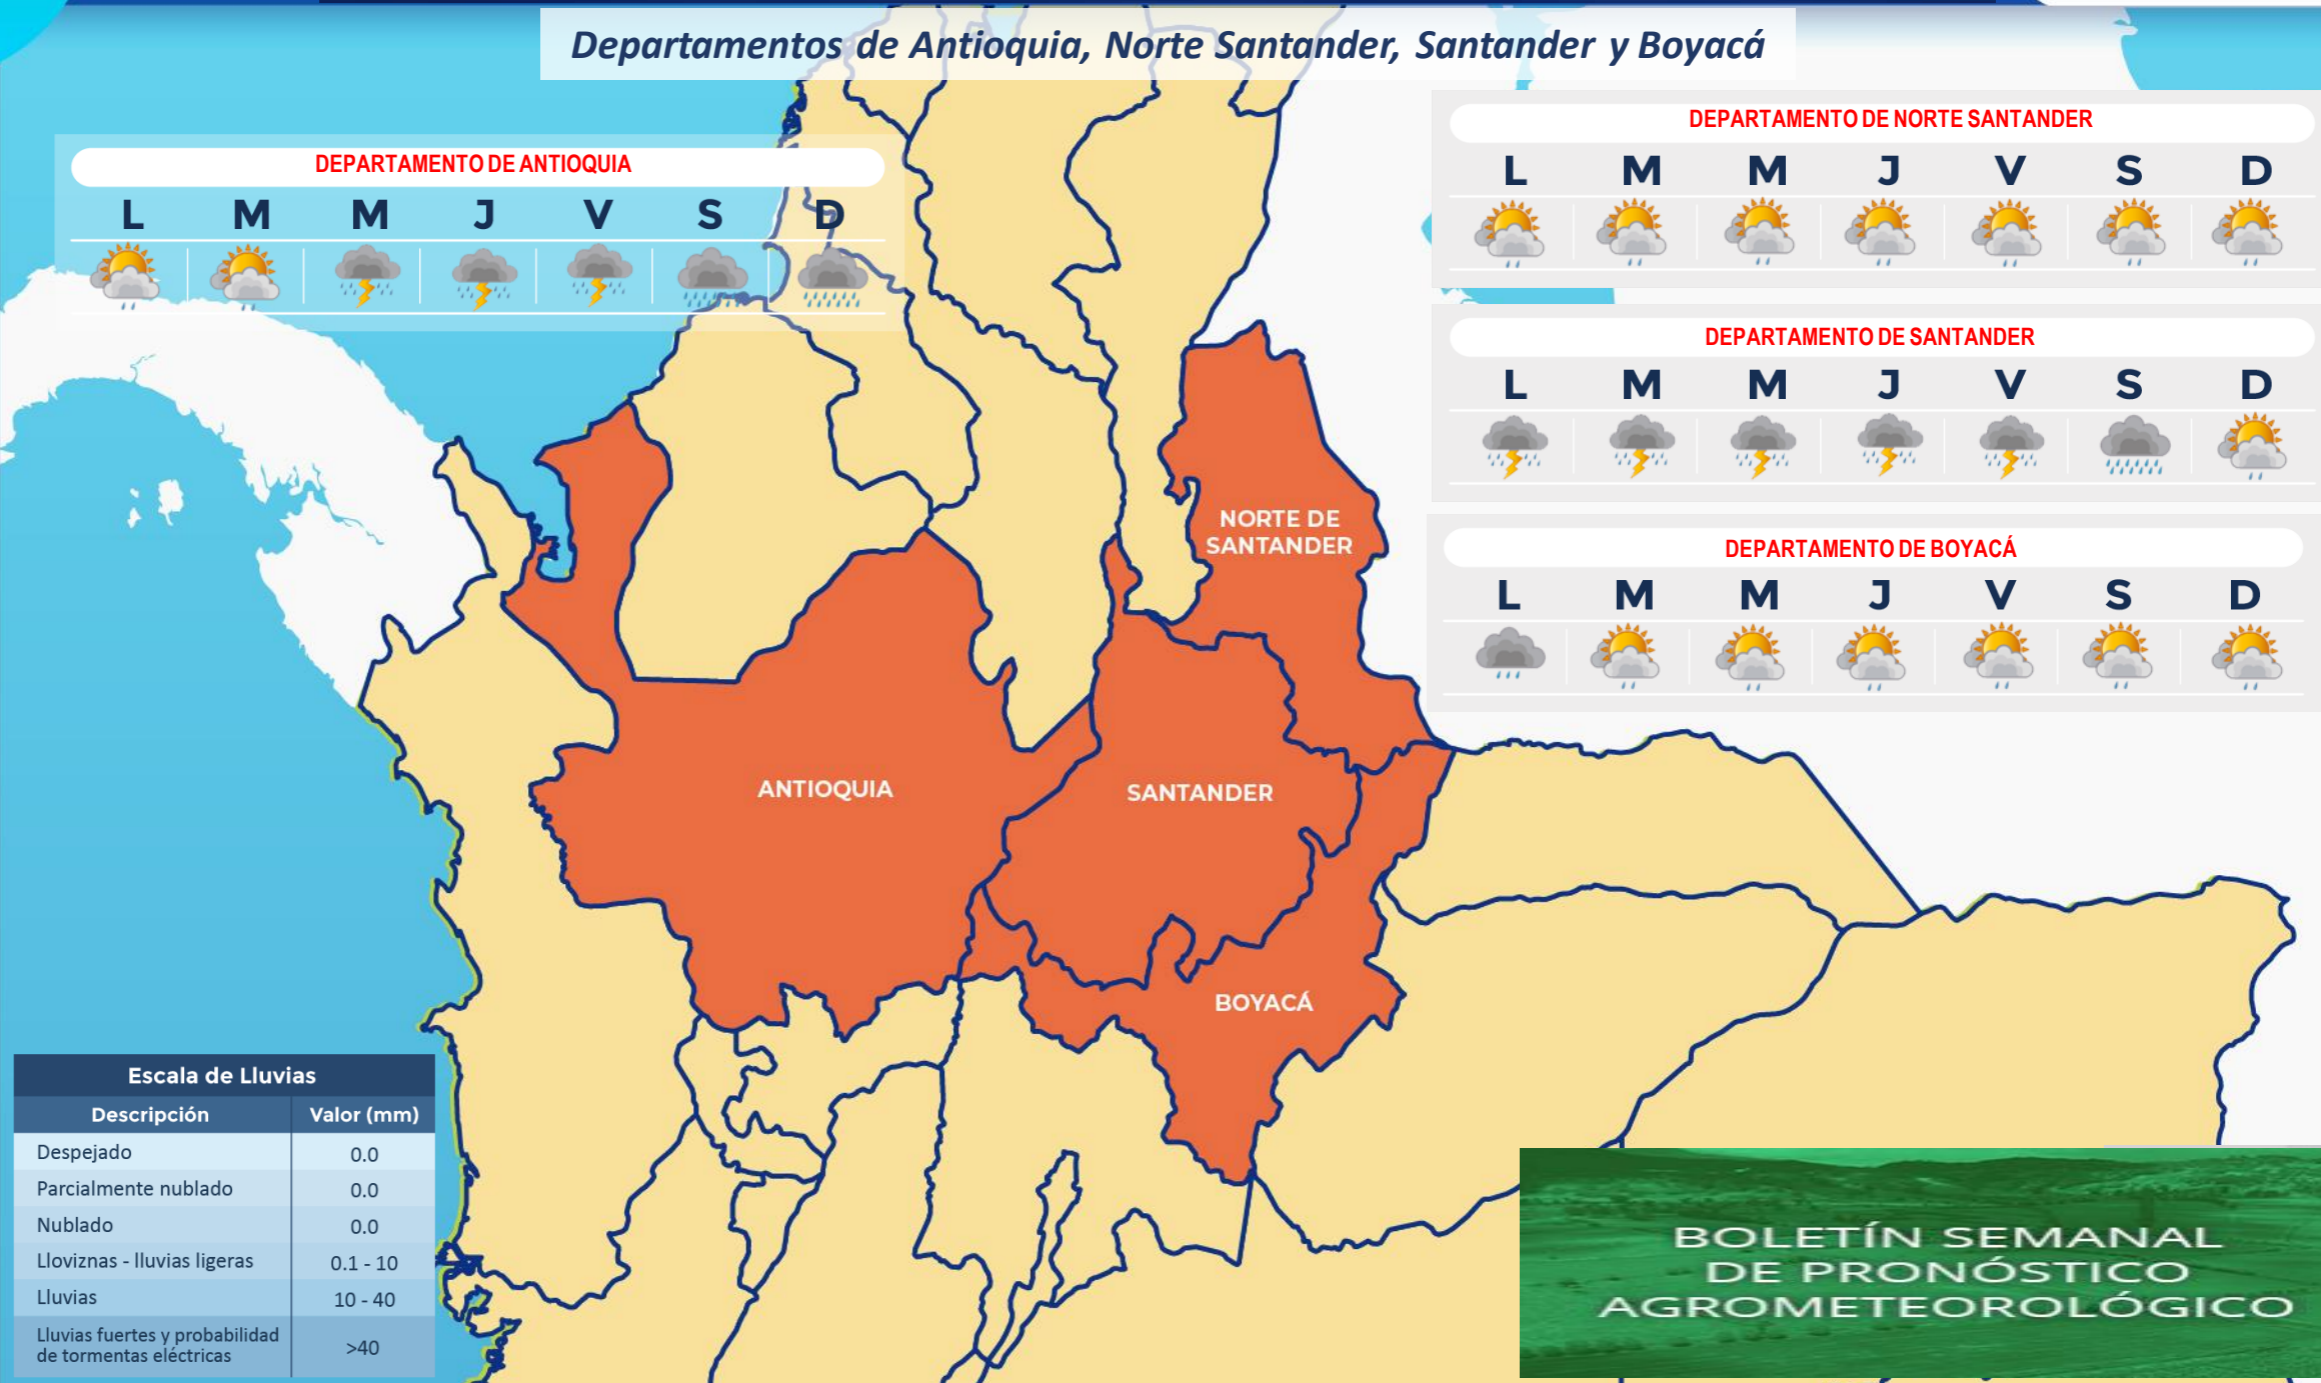 Departamentos de Antioquia, Norte Santander, Santander y Boyacá
DEPARTAMENTO DE ANTIOQUIA
L M M J V S D
DEPARTAMENTO DE NORTE SANTANDER
L M M J V S D
DEPARTAMENTO DE SANTANDER
L M M J V S D
DEPARTAMENTO DE BOYACÁ
L M M J V S D
NORTE DE
SANTANDER
ANTIOQUIA
SANTANDER
BOYACÁ
Escala de Lluvias
Descripción Valor (mm)
Despejado 0.0
Parcialmente nublado 0.0
Nublado 0.0
Lloviznas - lluvias ligeras 0.1 - 10
Lluvias 10 - 40
Lluvias fuertes y probabilidad
de tormentas eléctricas >40
BOLETÍN SEMANAL
DE PRONÓSTICO
AGROMETEOROLÓGICO